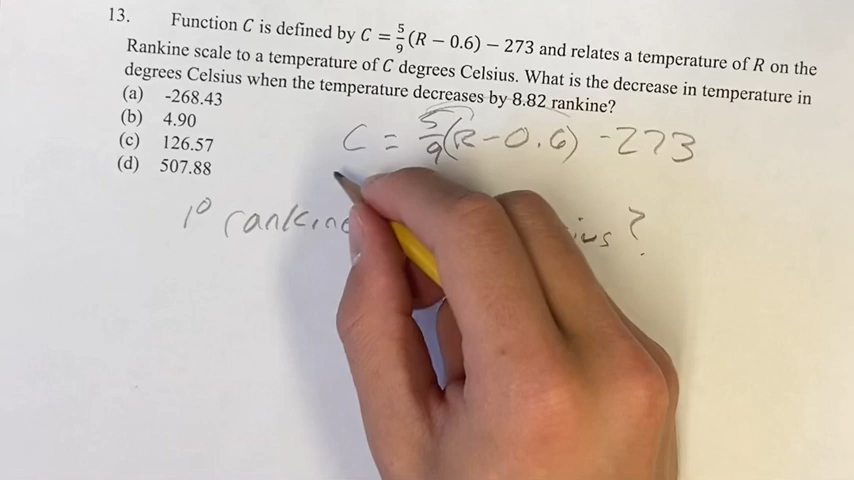 13. Function C is defined by C = 5/9 (R − 0.6) − 273 and relates a temperature of R on the
Rankine scale to a temperature of C degrees Celsius. What is the decrease in temperature in
degrees Celsius when the temperature decreases by 8.82 rankine?
(a) -268.43
(b) 4.90
(c) 126.57
(d) 507.88
C = 5/9 (R − 0.6) − 273
1° rankine ?